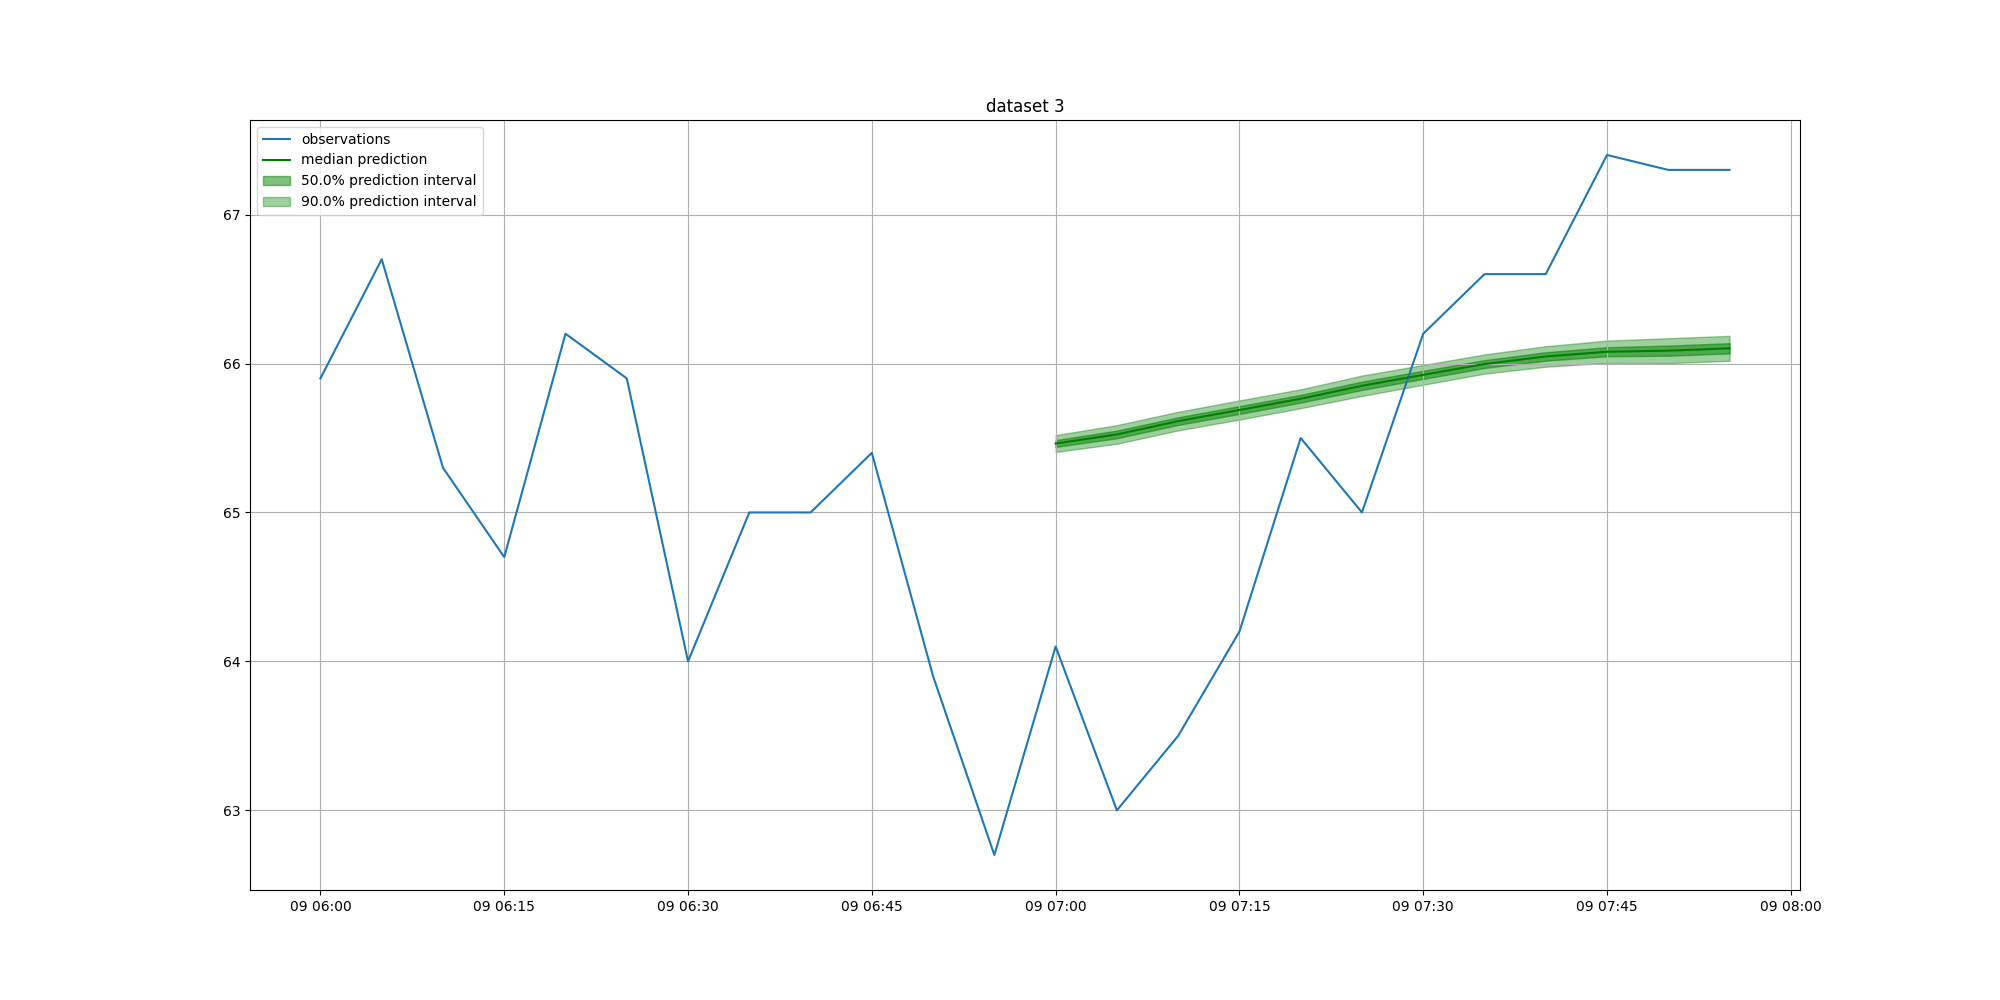 dataset 3
observations
median prediction
50.0% prediction interval
90.0% prediction interval
67
66
65
64
63
09 06:00 09 06:15 09 06:30 09 06:45 09 07:00 09 07:15 09 07:30 09 07:45 09 08:00